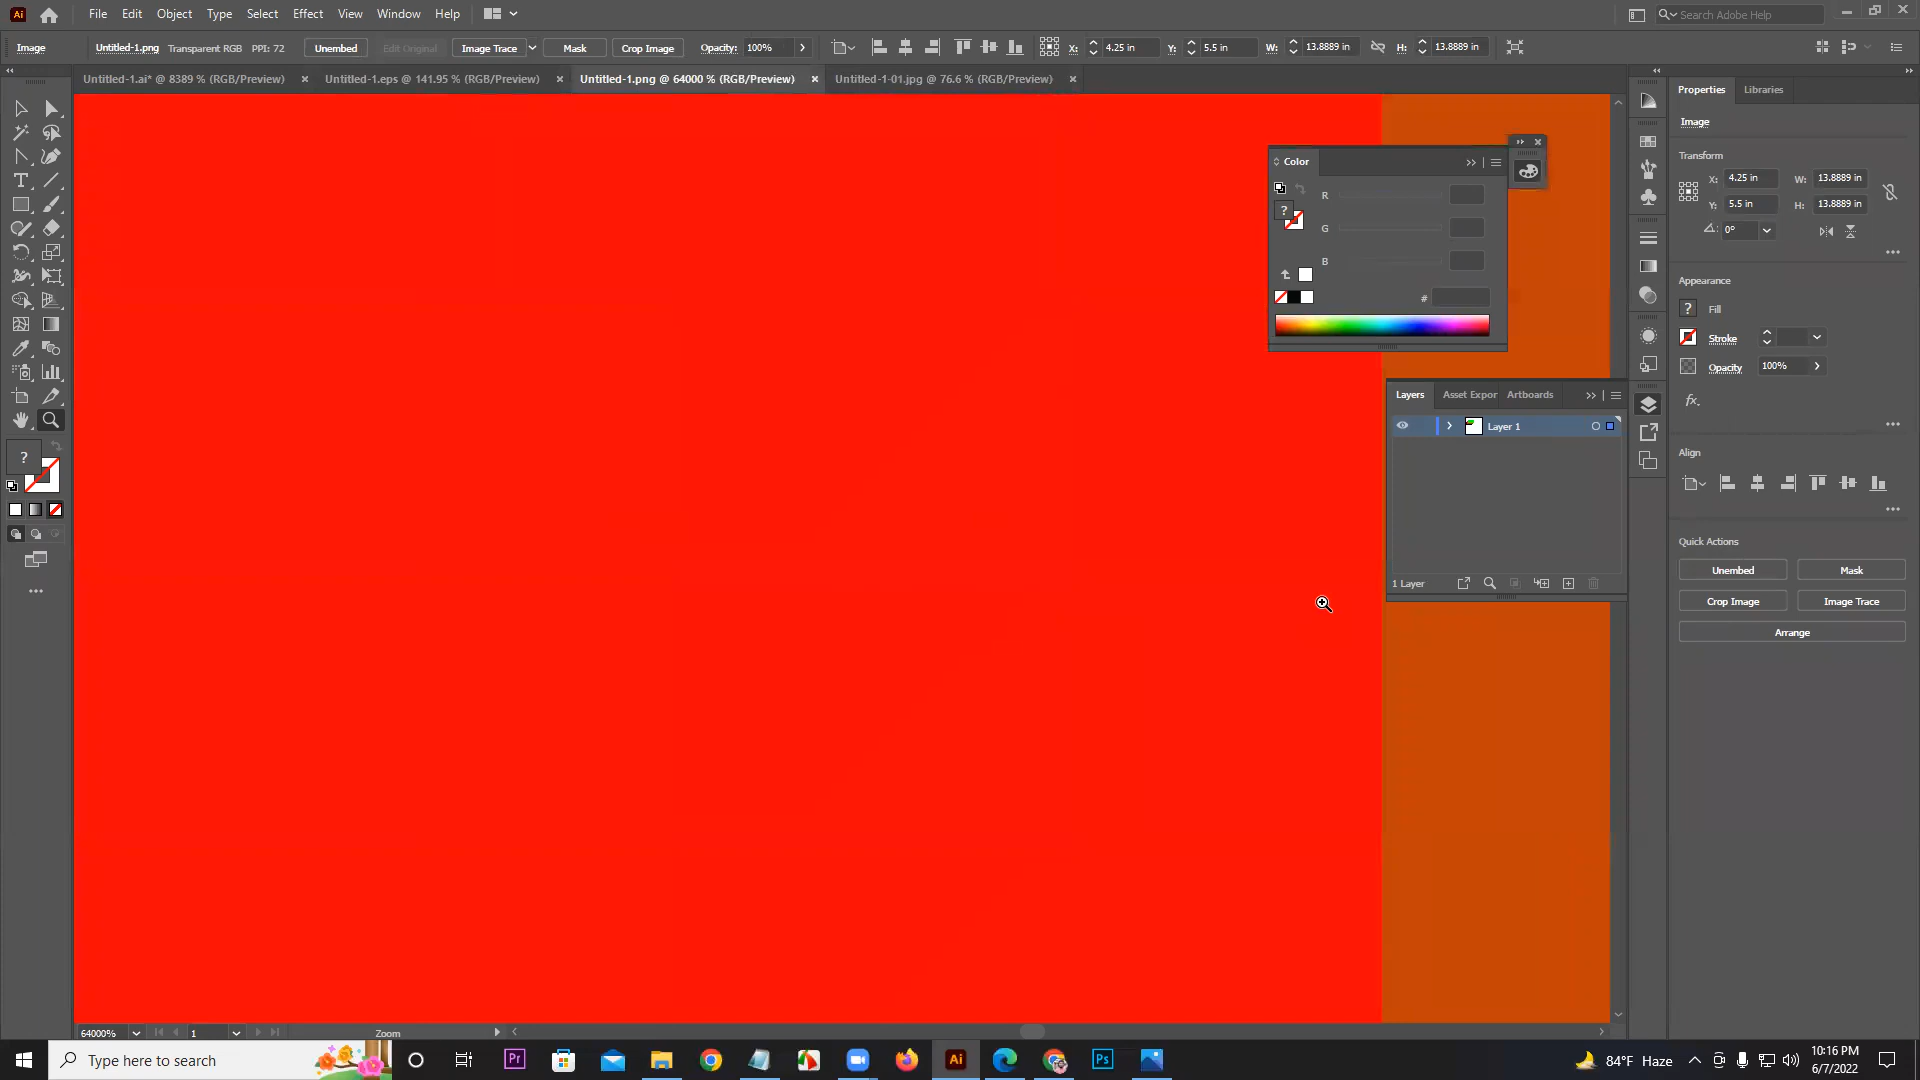 Ai File Edit Object Type Select Effect View Window Help Search Adobe Help
Image Untitled-1.png Transparent RGB PPI: 72 Unembed Edit Original Image Trace Mask Crop Image Opacity: 100% X: 4.25 in Y: 5.5 in W: 13.8889 in H: 13.8889 in
Untitled-1.ai* @ 8389 % (RGB/Preview) × Untitled-1.eps @ 141.95 % (RGB/Preview) × Untitled-1.png @ 64000 % (RGB/Preview) × Untitled-1-01.jpg @ 76.6 % (RGB/Preview) ×
Properties Libraries
Image
Transform
X: 4.25 in W: 13.8889 in
Y: 5.5 in H: 13.8889 in
0°
Appearance
? Fill
Stroke
Opacity 100%
fx.
Align
Quick Actions
Unembed Mask
Crop Image Image Trace
Arrange
Color
R
?
G
B
#
Layers Asset Expor Artboards
Layer 1
1 Layer
T
?
64000% 1 Zoom
Type here to search Pr Ai Ps 84°F Haze 10:16 PM
6/7/2022